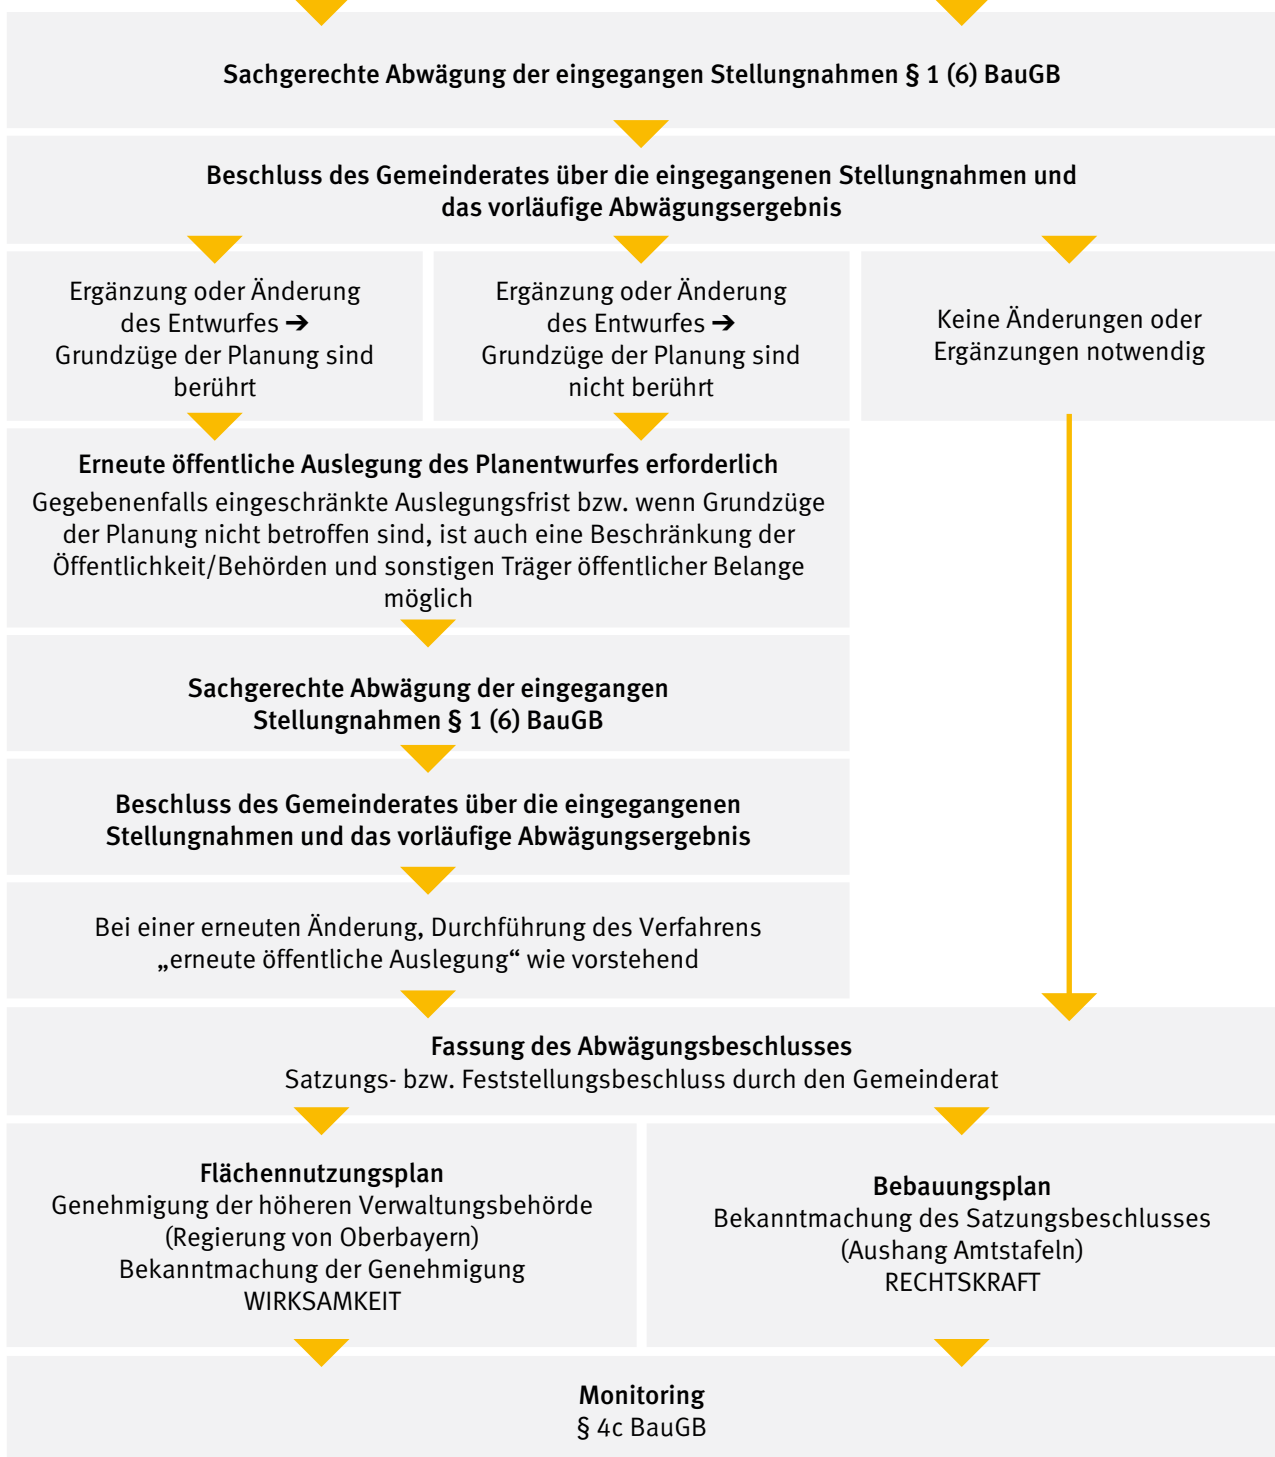 Sachgerechte Abwägung der eingegangen Stellungnahmen § 1 (6) BauGB
Beschluss des Gemeinderates über die eingegangenen Stellungnahmen und
das vorläufige Abwägungsergebnis
Ergänzung oder Änderung
des Entwurfes ➔
Grundzüge der Planung sind
berührt
Ergänzung oder Änderung
des Entwurfes ➔
Grundzüge der Planung sind
nicht berührt
Keine Änderungen oder
Ergänzungen notwendig
Erneute öffentliche Auslegung des Planentwurfes erforderlich
Gegebenenfalls eingeschränkte Auslegungsfrist bzw. wenn Grundzüge
der Planung nicht betroffen sind, ist auch eine Beschränkung der
Öffentlichkeit/Behörden und sonstigen Träger öffentlicher Belange
möglich
Sachgerechte Abwägung der eingegangen
Stellungnahmen § 1 (6) BauGB
Beschluss des Gemeinderates über die eingegangenen
Stellungnahmen und das vorläufige Abwägungsergebnis
Bei einer erneuten Änderung, Durchführung des Verfahrens
„erneute öffentliche Auslegung“ wie vorstehend
Fassung des Abwägungsbeschlusses
Satzungs- bzw. Feststellungsbeschluss durch den Gemeinderat
Flächennutzungsplan
Genehmigung der höheren Verwaltungsbehörde
(Regierung von Oberbayern)
Bekanntmachung der Genehmigung
WIRKSAMKEIT
Bebauungsplan
Bekanntmachung des Satzungsbeschlusses
(Aushang Amtstafeln)
RECHTSKRAFT
Monitoring
§ 4c BauGB